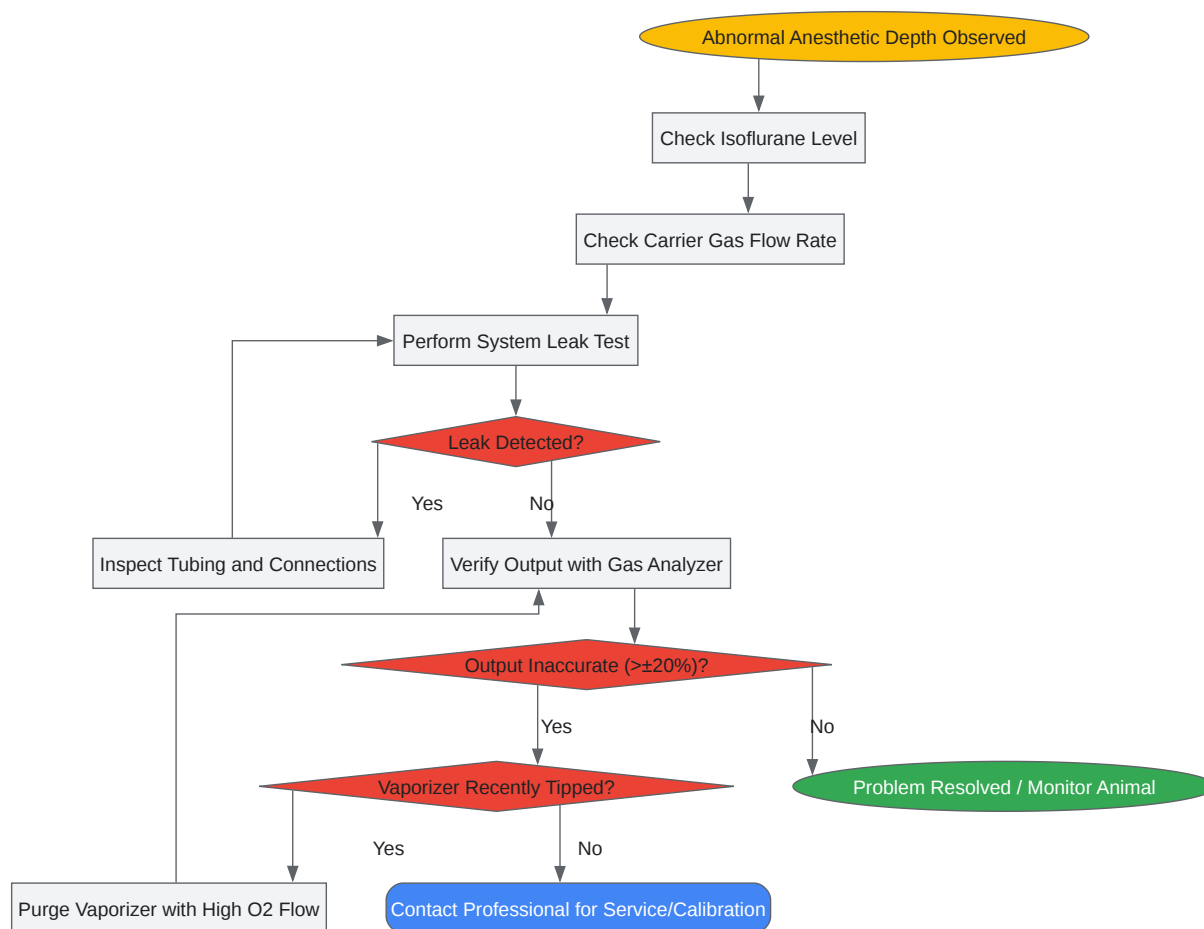 Abnormal Anesthetic Depth Observed
Check Isoflurane Level
Check Carrier Gas Flow Rate
Perform System Leak Test
Leak Detected?
Yes
No
Inspect Tubing and Connections
Verify Output with Gas Analyzer
Output Inaccurate (>±20%)?
Yes
No
Vaporizer Recently Tipped?
Problem Resolved / Monitor Animal
Yes
No
Purge Vaporizer with High O2 Flow
Contact Professional for Service/Calibration